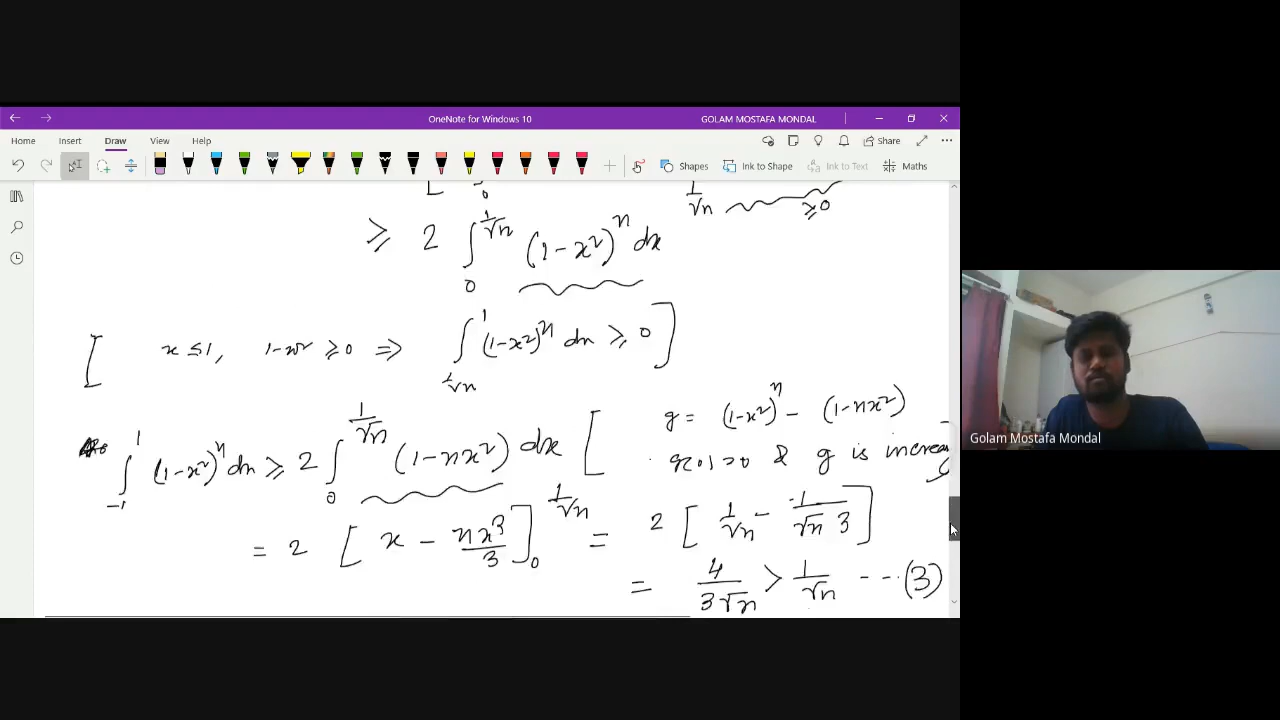 OneNote for Windows 10
GOLAM MOSTAFA MONDAL
Home Insert Draw View Help
Share
Shapes Ink to Shape Ink to Text Maths
0 1/√n ≥0
≥ 2 ∫₀^{1/√n} (1-x²)ⁿ dx
[ x ≤ 1, 1-x² ≥ 0 ⇒ ∫_{1/√n}^1 (1-x²)ⁿ dx ≥ 0 ]
∫_{-1}^1 (1-x²)ⁿ dx ≥ 2 ∫₀^{1/√n} (1-nx²) dx [ g = (1-x²)ⁿ - (1-nx²)
& g is increa
= 2 [ x - nx³/3 ]₀^{1/√n} = 2 [ 1/√n - 1/(√n 3) ]
= 4/(3√n) > 1/√n --- (3)
Golam Mostafa Mondal